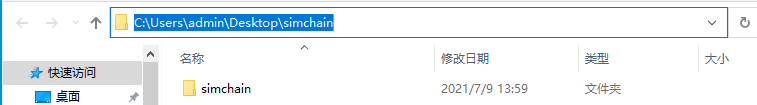 C:\Users\admin\Desktop\simchain
名称 修改日期 类型 大小
快速访问
simchain 2021/7/9 13:59 文件夹
桌面